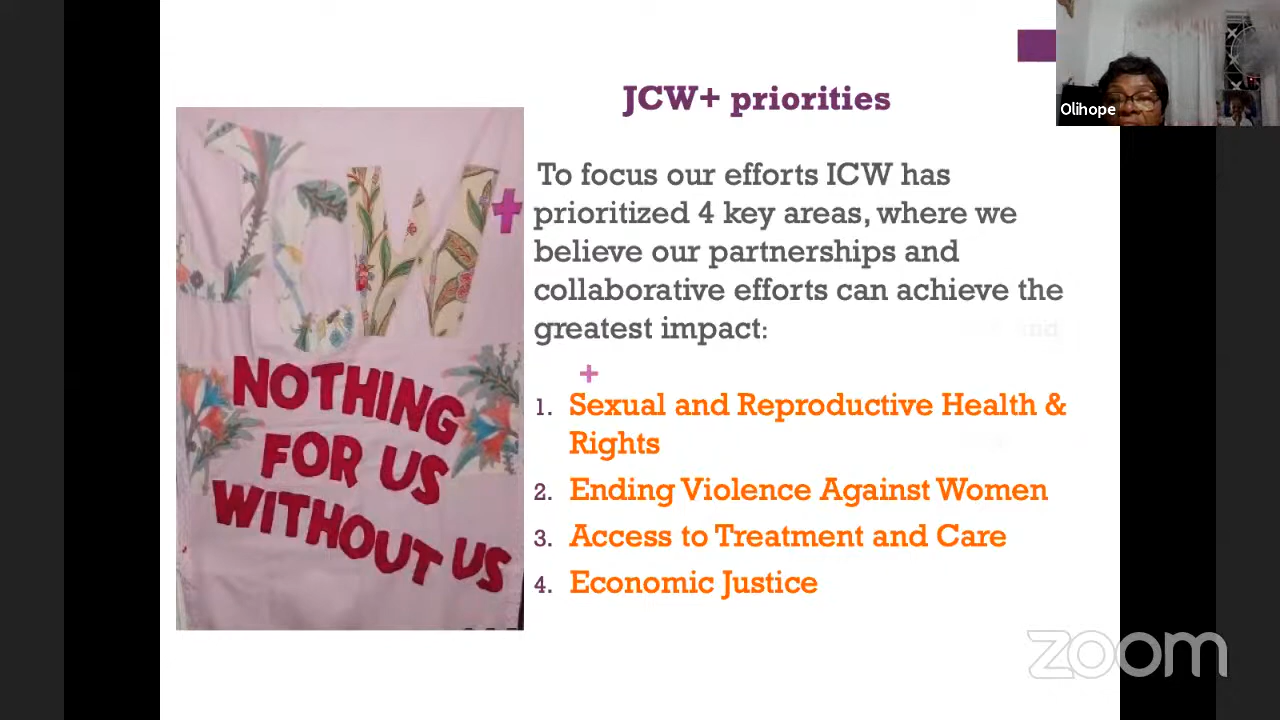 JCW+ priorities
Olihope
To focus our efforts ICW has
prioritized 4 key areas, where we
believe our partnerships and
collaborative efforts can achieve the
greatest impact:
+
1. Sexual and Reproductive Health &
Rights
2. Ending Violence Against Women
3. Access to Treatment and Care
4. Economic Justice
JCW+
NOTHING
FOR US
WITHOUT US
zoom